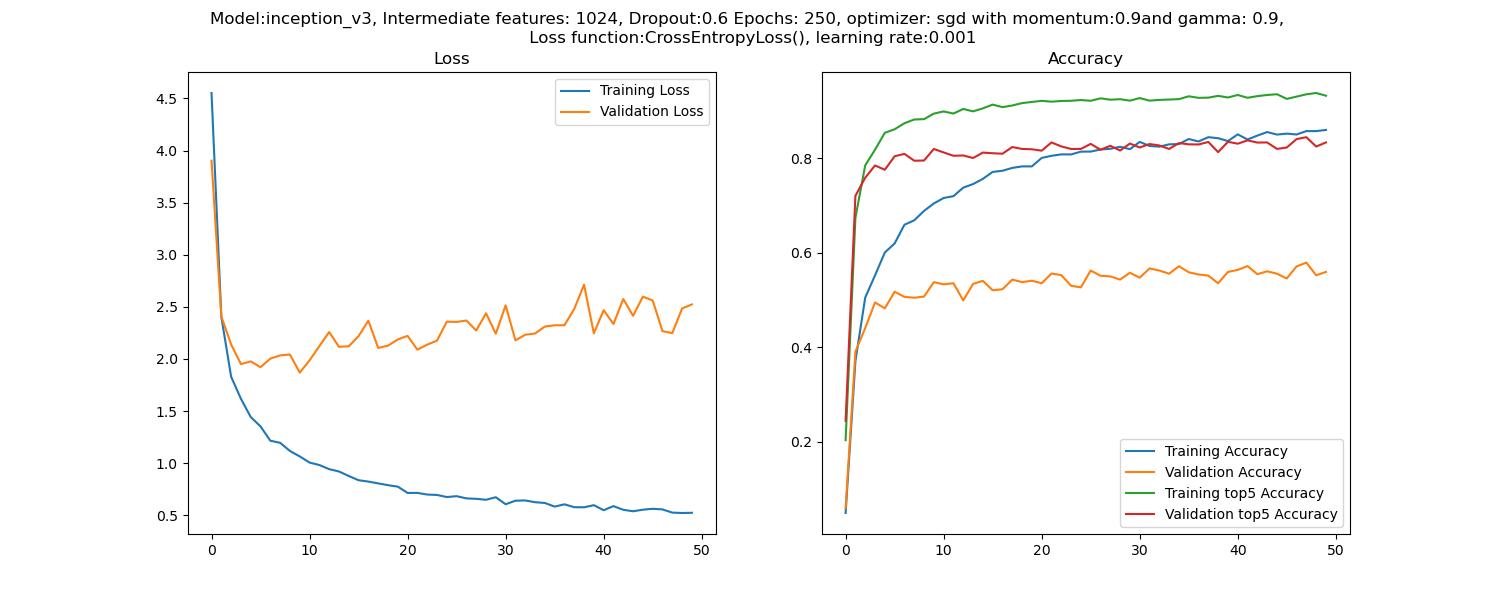 Model:inception_v3, Intermediate features: 1024, Dropout:0.6 Epochs: 250, optimizer: sgd with momentum:0.9and gamma: 0.9,
Loss function:CrossEntropyLoss(), learning rate:0.001
Loss
Training Loss
Validation Loss
4.5
4.0
3.5
3.0
2.5
2.0
1.5
1.0
0.5
0 10 20 30 40 50
Accuracy
0.8
0.6
0.4
0.2
Training Accuracy
Validation Accuracy
Training top5 Accuracy
Validation top5 Accuracy
0 10 20 30 40 50